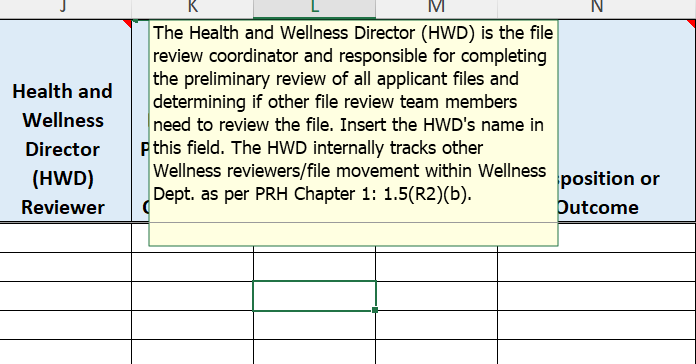 J K L M N
Health and
Wellness
Director
(HWD)
Reviewer
The Health and Wellness Director (HWD) is the file
review coordinator and responsible for completing
the preliminary review of all applicant files and
determining if other file review team members
need to review the file. Insert the HWD's name in
this field. The HWD internally tracks other
Wellness reviewers/file movement within Wellness
Dept. as per PRH Chapter 1: 1.5(R2)(b).
position or
Outcome